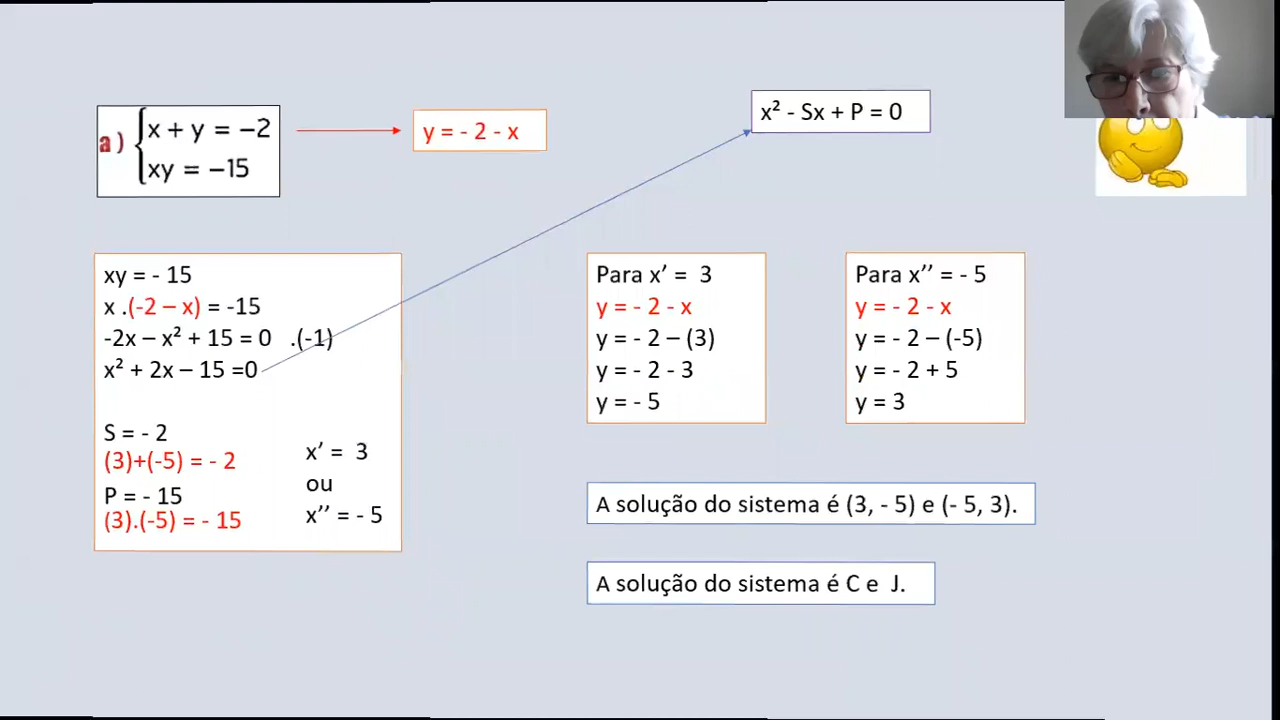 a) x + y = −2
xy = −15
y = - 2 - x
x² - Sx + P = 0
xy = - 15
x .(-2 – x) = -15
-2x – x² + 15 = 0 .(-1)
x² + 2x – 15 =0
S = - 2
(3)+(-5) = - 2
P = - 15
(3).(-5) = - 15
x’ = 3
ou
x’’ = - 5
Para x’ = 3
y = - 2 - x
y = - 2 – (3)
y = - 2 - 3
y = - 5
Para x’’ = - 5
y = - 2 - x
y = - 2 – (-5)
y = - 2 + 5
y = 3
A solução do sistema é (3, - 5) e (- 5, 3).
A solução do sistema é C e J.